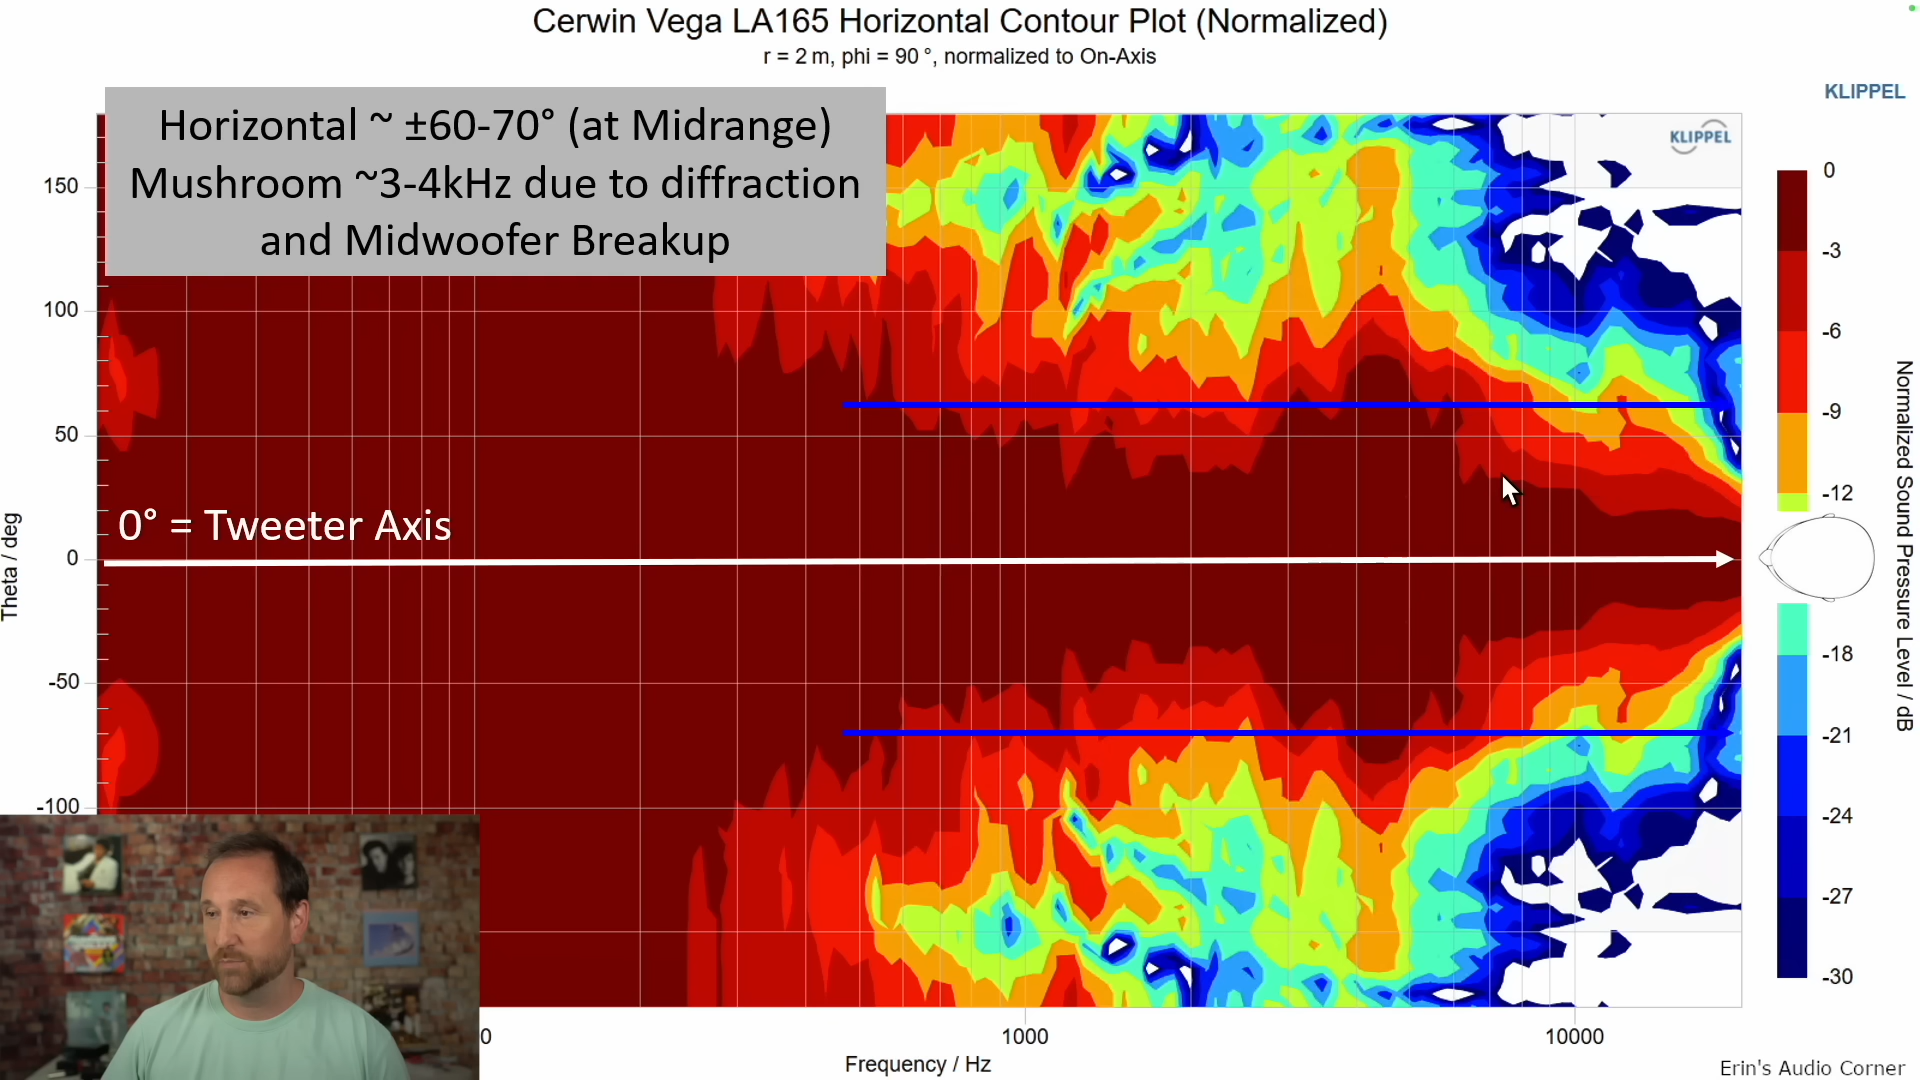 Cerwin Vega LA165 Horizontal Contour Plot (Normalized)
r = 2 m, phi = 90 °, normalized to On-Axis
KLIPPEL
KLIPPEL
Horizontal ~ ±60-70° (at Midrange)
Mushroom ~3-4kHz due to diffraction
and Midwoofer Breakup
150
100
50
0
-50
-100
Theta / deg
0° = Tweeter Axis
0
-3
-6
-9
-12
-18
-21
-24
-27
-30
Normalized Sound Pressure Level / dB
0
1000
10000
Frequency / Hz
Erin's Audio Corner